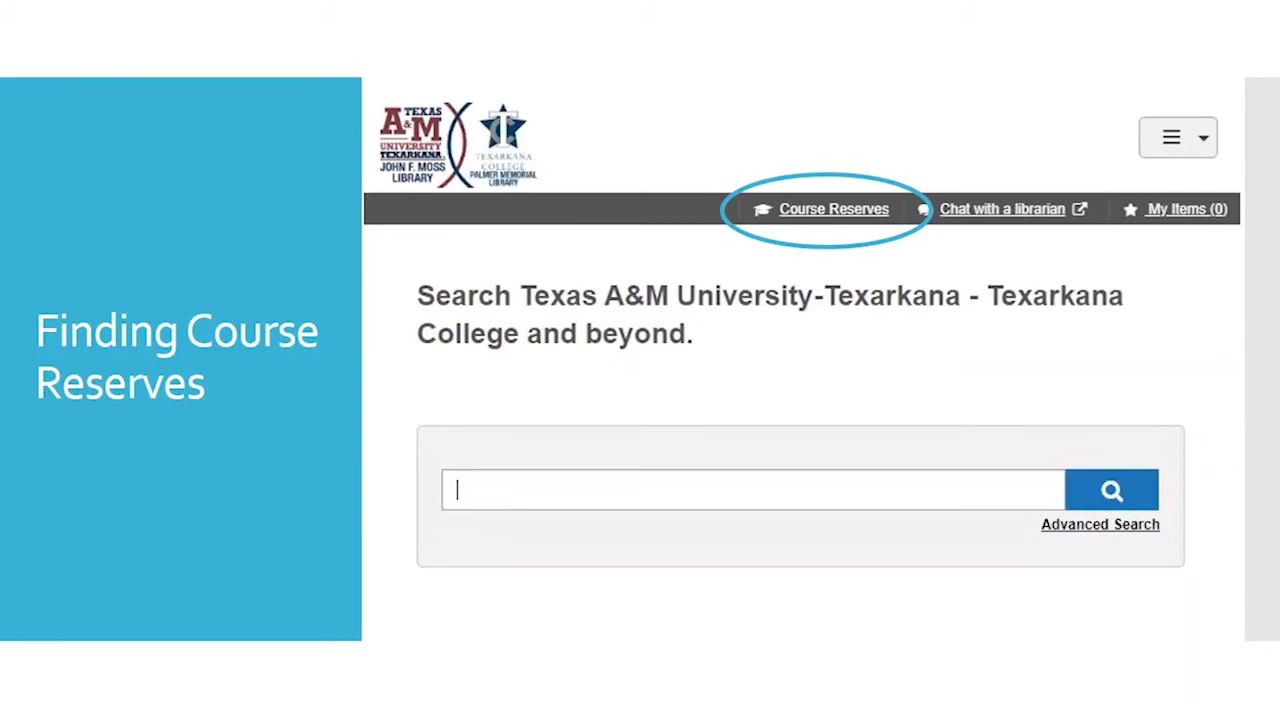 Finding Course
Reserves
TEXAS
A&M
UNIVERSITY
TEXARKANA
JOHN F. MOSS
LIBRARY
TC
TEXARKANA
COLLEGE
PALMER MEMORIAL
LIBRARY
Course Reserves
Chat with a librarian
My Items (0)
Search Texas A&M University-Texarkana - Texarkana
College and beyond.
Advanced Search